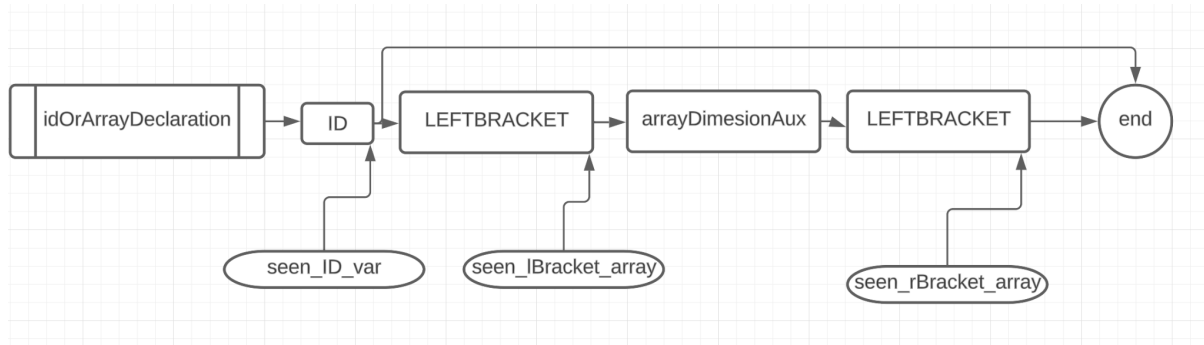 idOrArrayDeclaration
ID
LEFTBRACKET
arrayDimesionAux
LEFTBRACKET
end
seen_ID_var
seen_lBracket_array
seen_rBracket_array